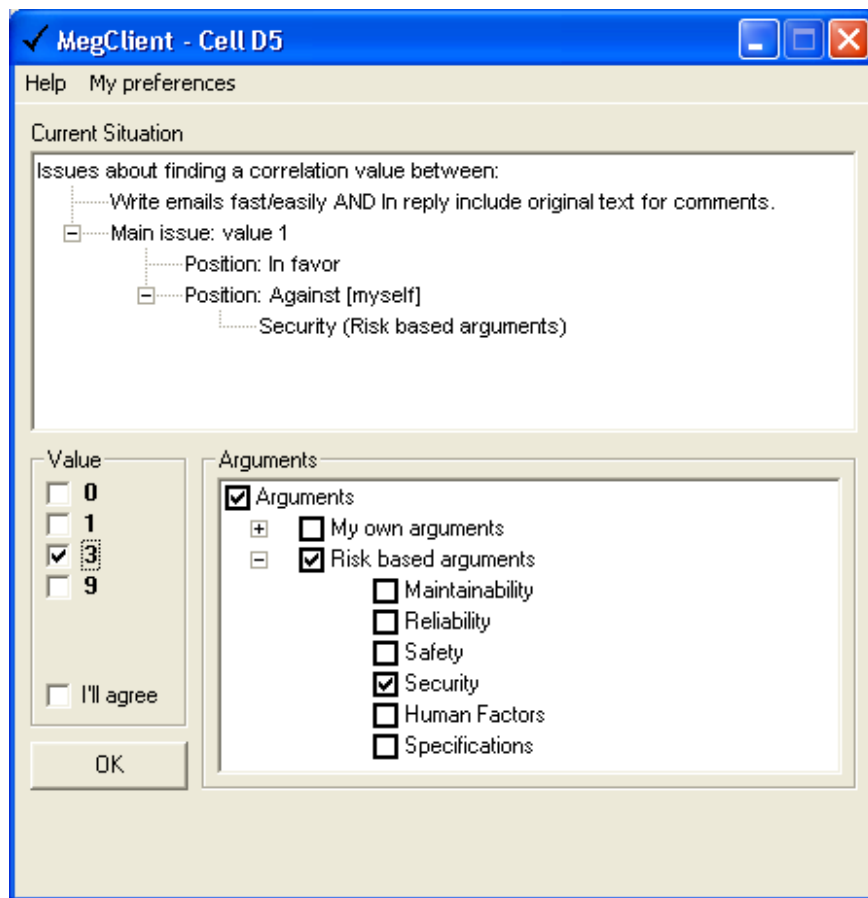 MegClient - Cell D5
Help My preferences
Current Situation
Issues about finding a correlation value between:
Write emails fast/easily AND In reply include original text for comments.
Main issue: value 1
Position: In favor
Position: Against [myself]
Security (Risk based arguments)
Value
0
1
3
9
I'll agree
OK
Arguments
Arguments
My own arguments
Risk based arguments
Maintainability
Reliability
Safety
Security
Human Factors
Specifications